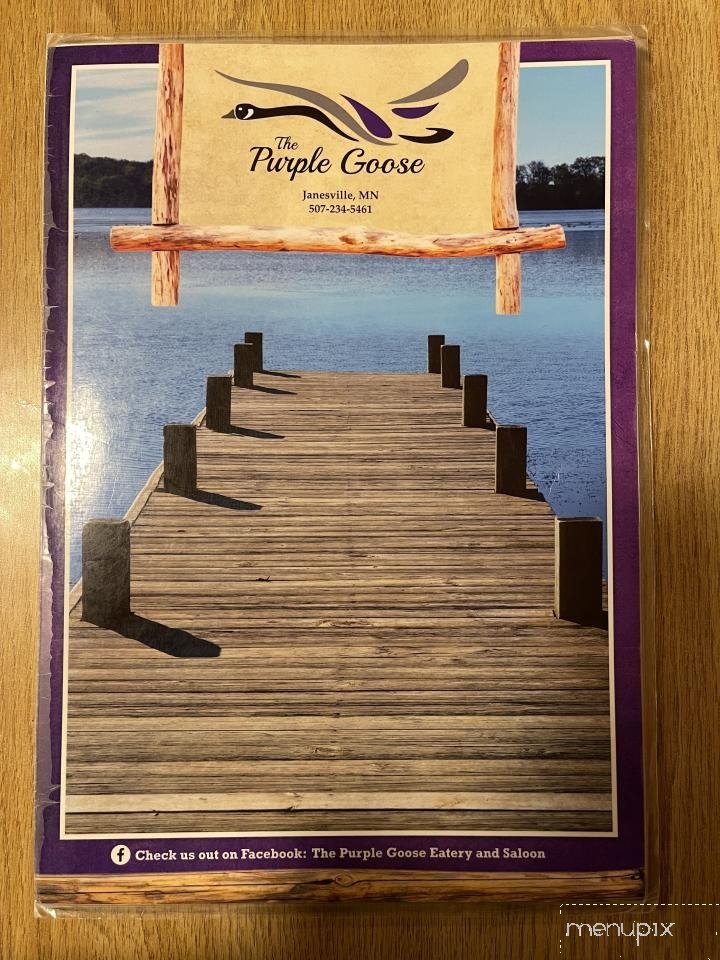 The
Purple Goose
Janesville, MN
507-234-5461
f Check us out on Facebook: The Purple Goose Eatery and Saloon
menupix